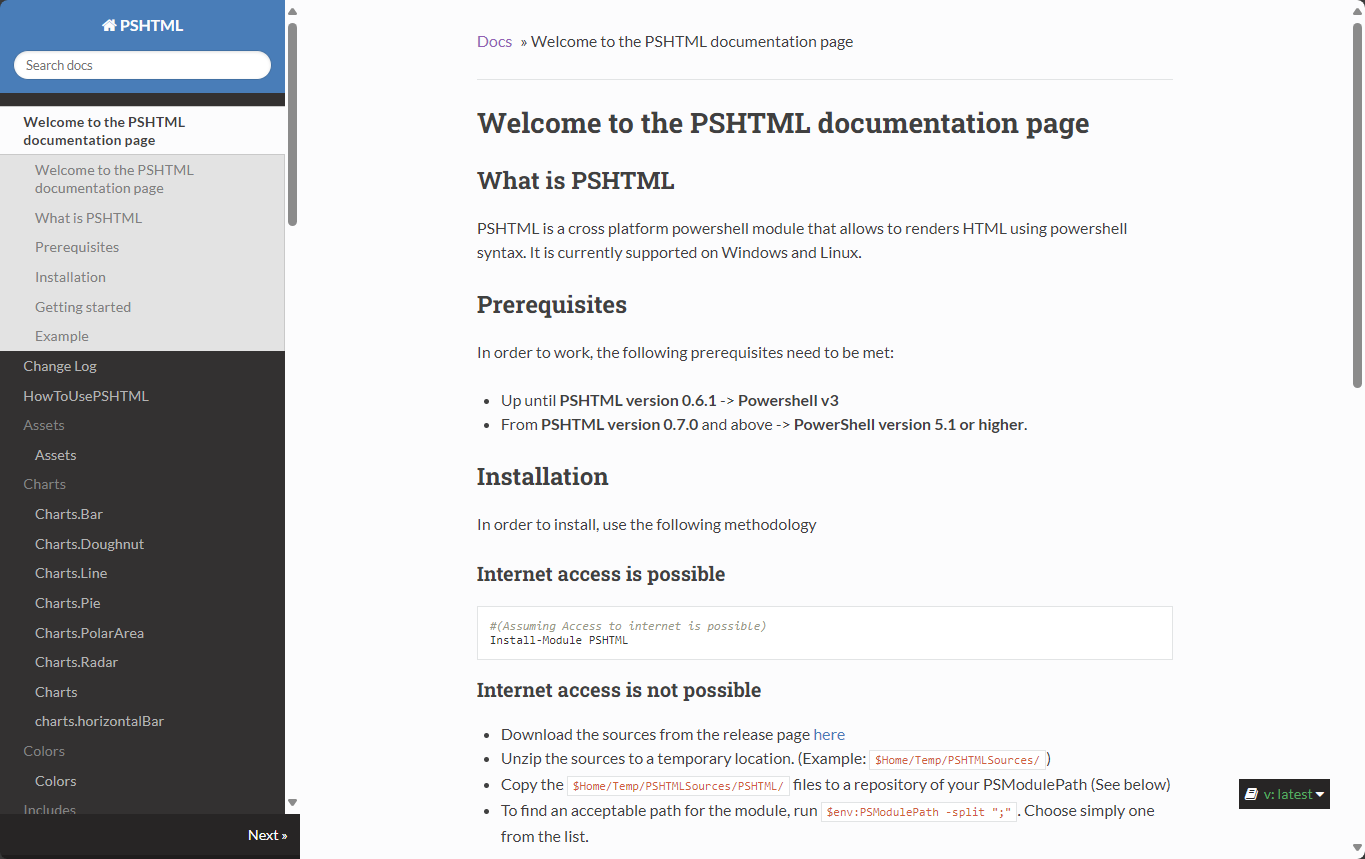 PSHTML
Search docs
Welcome to the PSHTML
documentation page
Welcome to the PSHTML
documentation page
What is PSHTML
Prerequisites
Installation
Getting started
Example
Change Log
HowToUsePSHTML
Assets
Assets
Charts
Charts.Bar
Charts.Doughnut
Charts.Line
Charts.Pie
Charts.PolarArea
Charts.Radar
Charts
charts.horizontalBar
Colors
Colors
Includes
Next »
Docs » Welcome to the PSHTML documentation page
Welcome to the PSHTML documentation page
What is PSHTML
PSHTML is a cross platform powershell module that allows to renders HTML using powershell
syntax. It is currently supported on Windows and Linux.
Prerequisites
In order to work, the following prerequisites need to be met:
• Up until PSHTML version 0.6.1 -> Powershell v3
• From PSHTML version 0.7.0 and above -> PowerShell version 5.1 or higher.
Installation
In order to install, use the following methodology
Internet access is possible
#(Assuming Access to internet is possible)
Install-Module PSHTML
Internet access is not possible
• Download the sources from the release page here
• Unzip the sources to a temporary location. (Example: $Home/Temp/PSHTMLSources/ )
• Copy the $Home/Temp/PSHTMLSources/PSHTML/ files to a repository of your PSModulePath (See below)
• To find an acceptable path for the module, run $env:PSModulePath -split ";" . Choose simply one
from the list.
v: latest